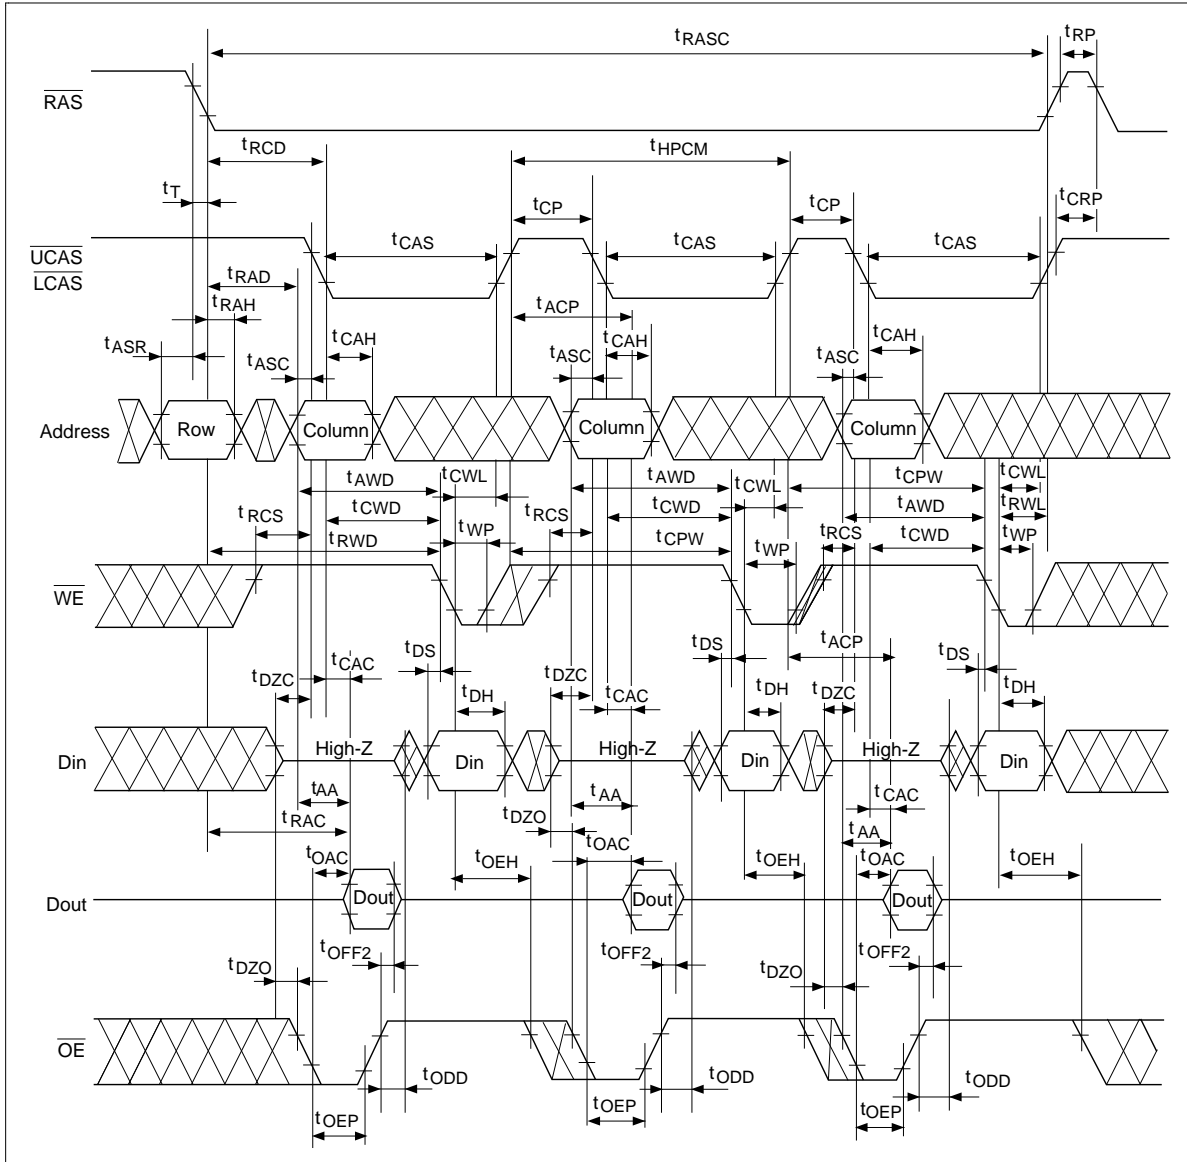 tRASC tRP
RAS
tRCD tHPCM
tT tCP tCP tCRP
UCAS tCAS tCAS tCAS
LCAS
tRAD
tRAH tACP
tASR tASC tCAH tASC tCAH tASC tCAH
Address Row Column Column Column
tAWD tCWL tAWD tCWL tCPW tCWL
tRCS tCWD tWP tRCS tCWD tAWD tRWL
tRWD tCPW tWP tRCS tCWD tWP
WE
tCAC tDS tDZC tDS tACP tDS
tDZC tDH tCAC tDH tDZC tDH
Din High-Z Din High-Z Din High-Z Din
tAA tAA tCAC
tRAC tDZO tAA
tOAC tOEH tOAC tOEH tOAC tOEH
Dout Dout Dout Dout
tDZO tOFF2 tOFF2 tDZO tOFF2
OE
tODD tODD tODD
tOEP tOEP tOEP